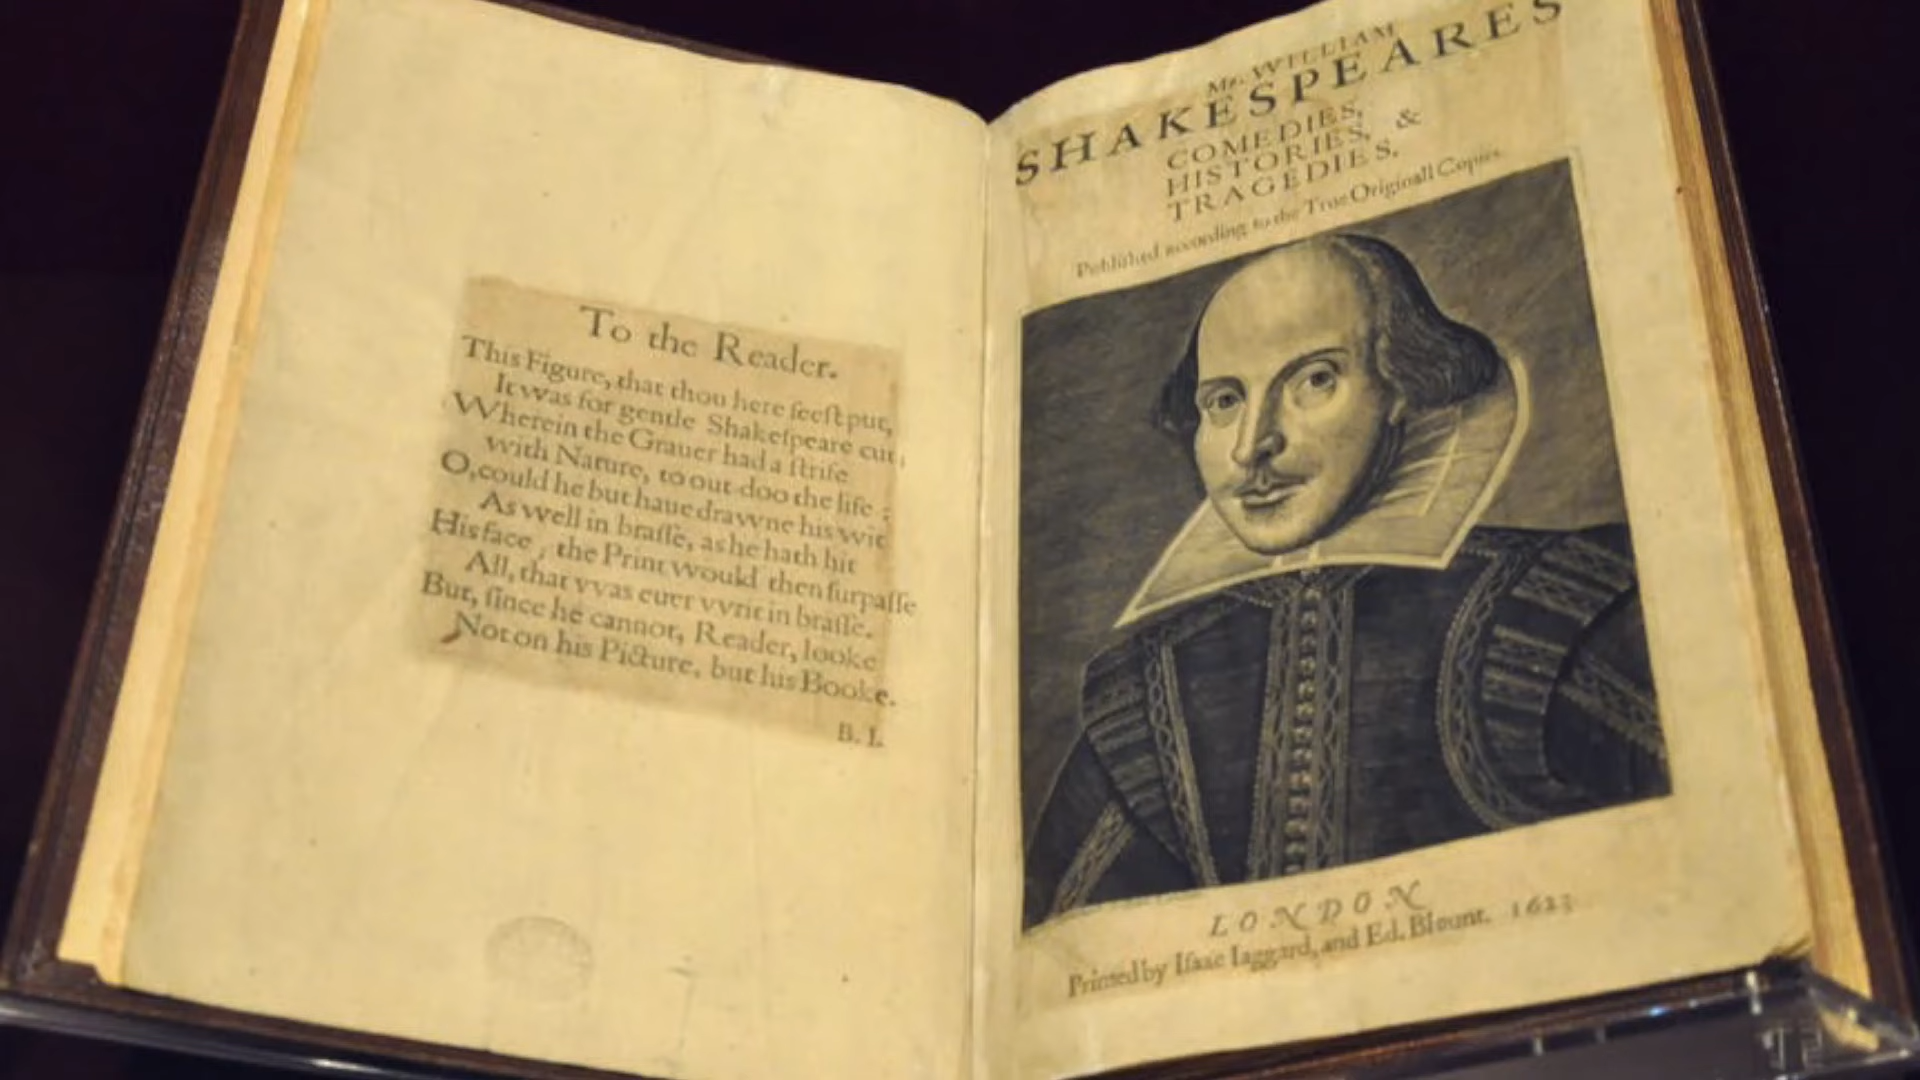 To the Reader.
This Figure, that thou here seest put,
It was for gentle Shakespeare cut;
Wherein the Grauer had a strife
with Nature, to out-doo the life :
O, could he but haue dravvne his wit
As well in brasse, as he hath hit
His face ; the Print would then surpasse
All, that vvas euer vvrit in brasse.
But, since he cannot, Reader, looke
Not on his Picture, but his Booke.
B. I.
Mr. WILLIAM
SHAKESPEARES
COMEDIES,
HISTORIES, &
TRAGEDIES.
Published according to the True Originall Copies.
LONDON
Printed by Isaac Iaggard, and Ed. Blount. 1623